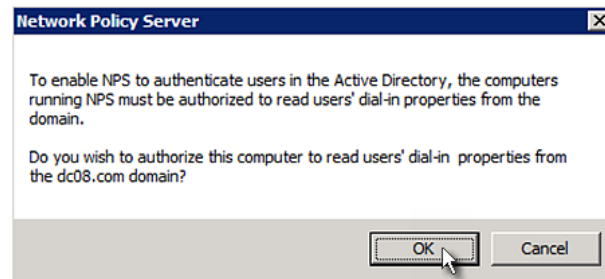 Network Policy Server
To enable NPS to authenticate users in the Active Directory, the computers
running NPS must be authorized to read users' dial-in properties from the
domain.
Do you wish to authorize this computer to read users' dial-in  properties from
the dc08.com domain?
OK
Cancel